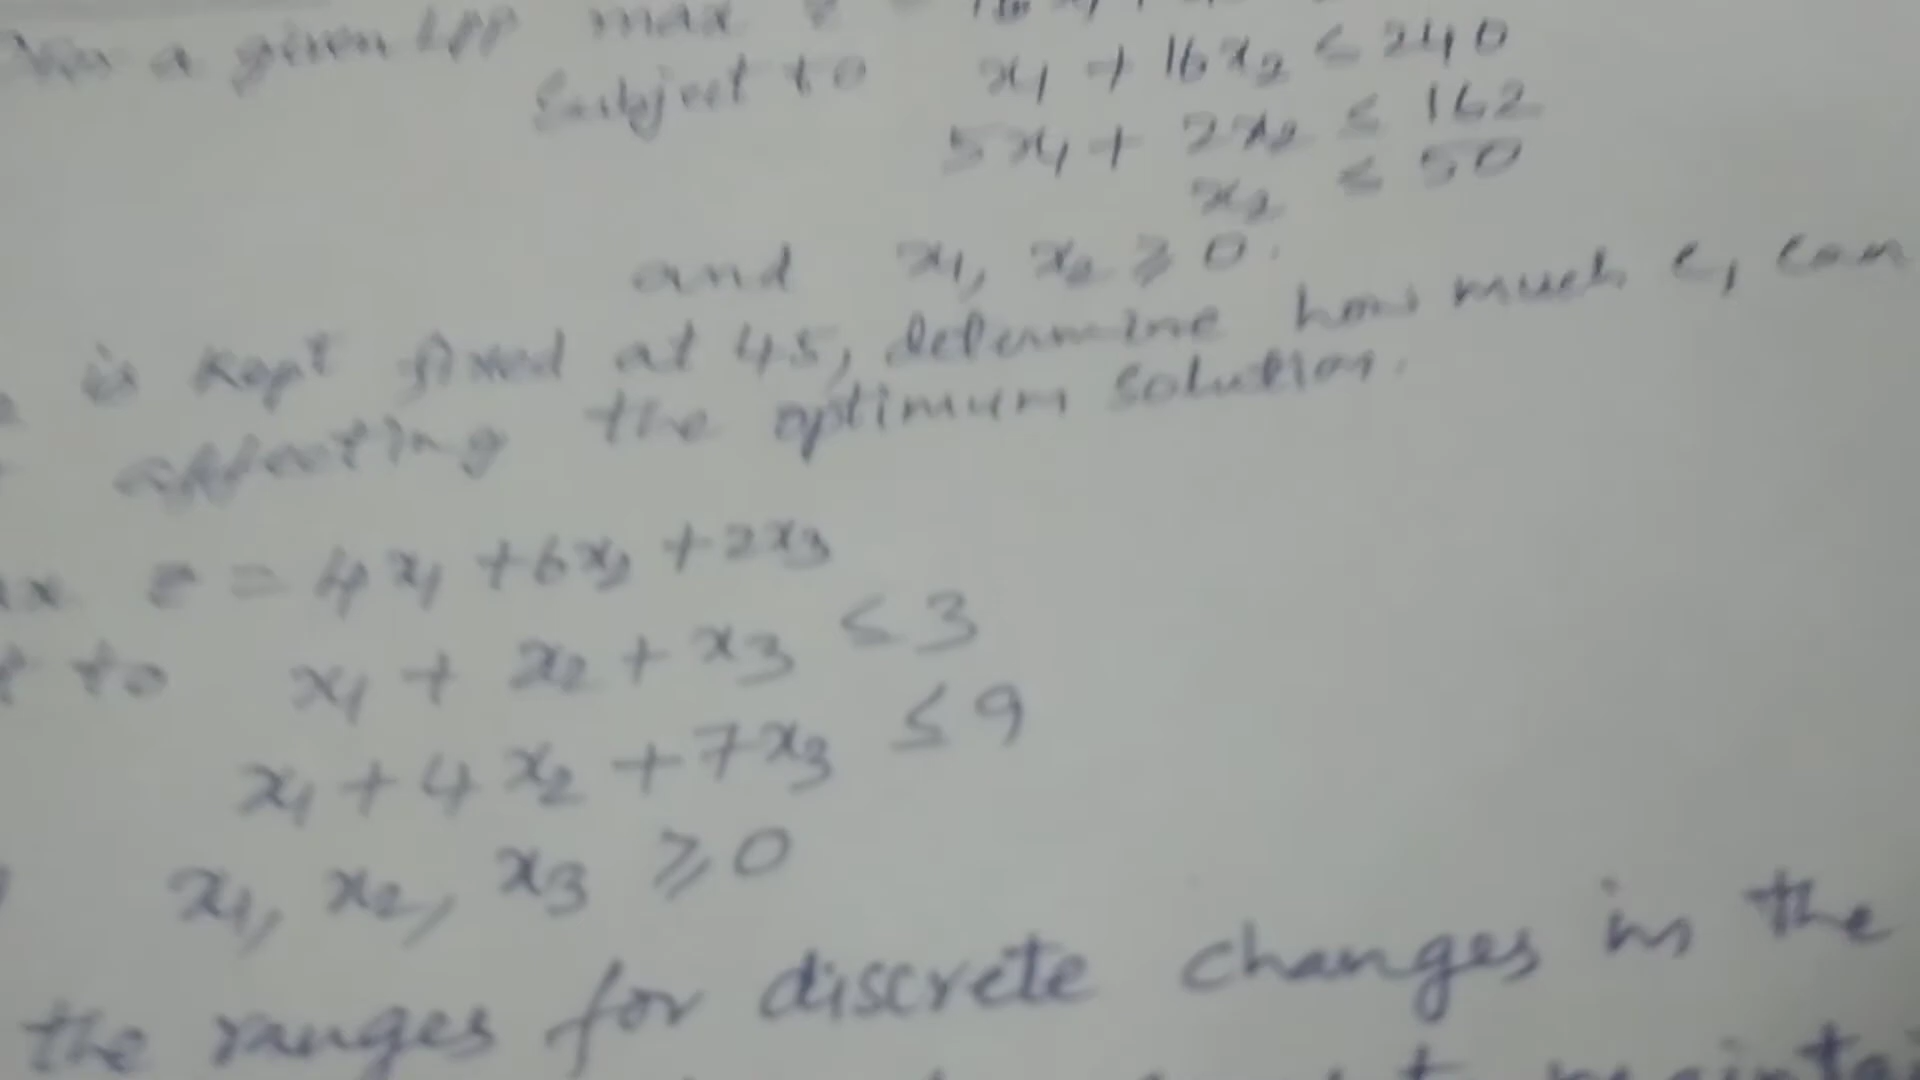 a given LPP max
Subject to x1 + 16x2 ≤ 240
5x1 + 2x2 ≤ 162
x2 ≤ 50
and x1, x2 ≥ 0.
is kept fixed at 45, determine how much c1 can
affecting the optimum solution.
= 4x1 + 6x2 + 2x3
to x1 + x2 + x3 ≤ 3
x1 + 4x2 + 7x3 ≤ 9
x1, x2, x3 ≥ 0
the ranges for discrete changes in the